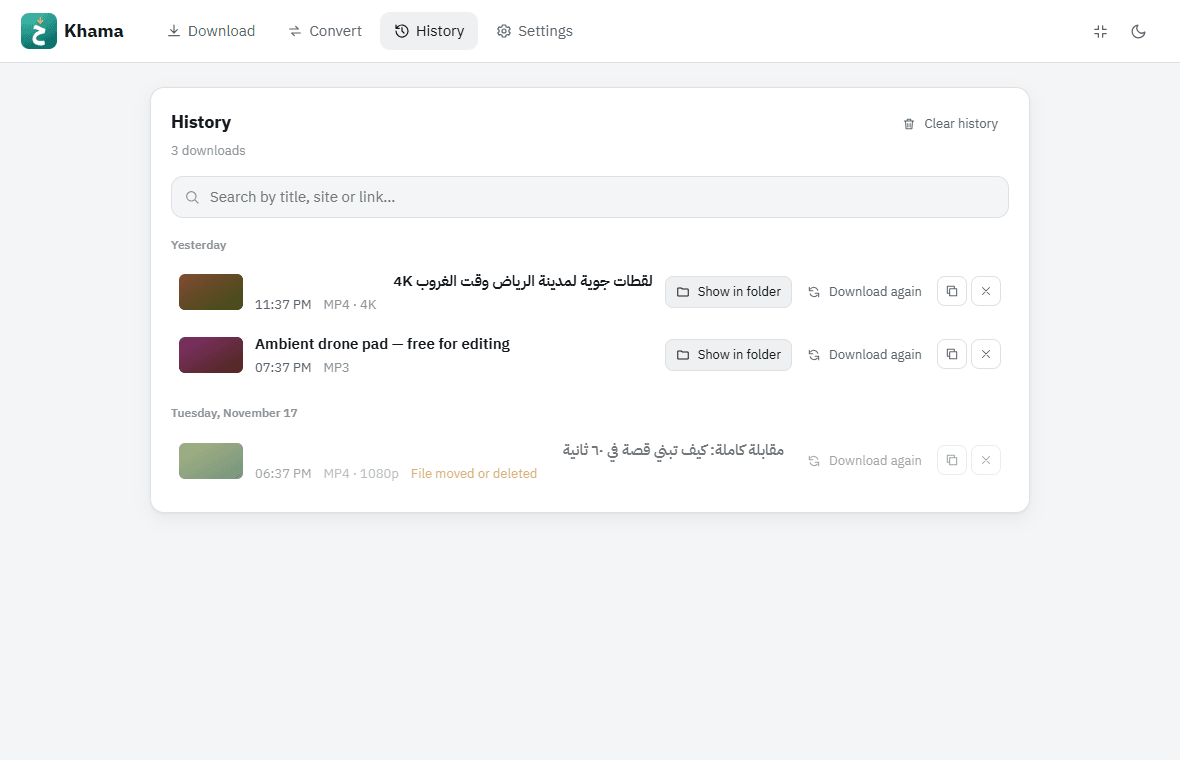 خ Khama Download Convert History Settings
History
Clear history
3 downloads
Search by title, site or link...
Yesterday
لقطات جوية لمدينة الرياض وقت الغروب 4K
11:37 PM MP4 · 4K
Show in folder Download again
Ambient drone pad — free for editing
07:37 PM MP3
Show in folder Download again
Tuesday, November 17
مقابلة كاملة: كيف تبني قصة في ٦٠ ثانية
06:37 PM MP4 · 1080p File moved or deleted
Download again